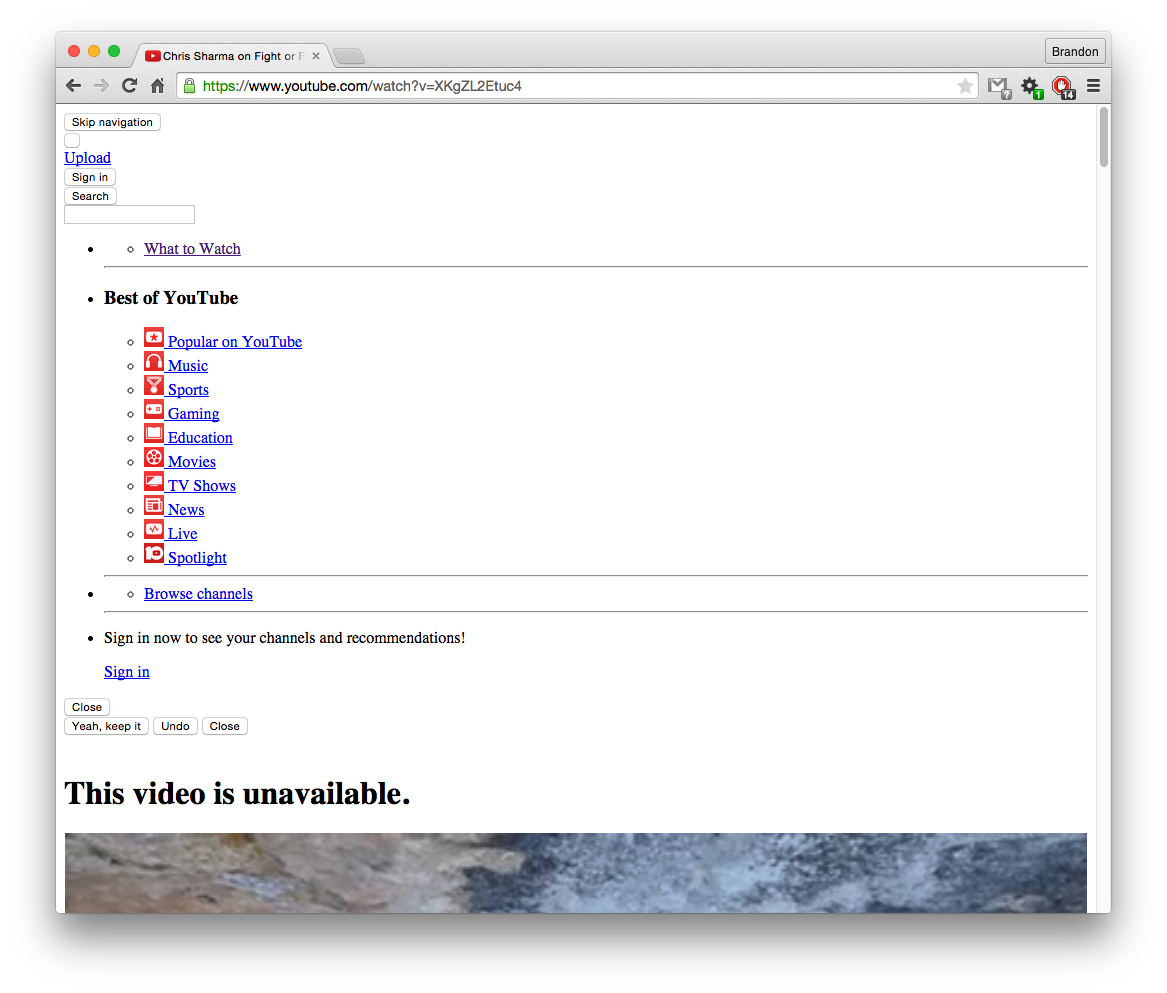 Chris Sharma on Fight or F
Brandon
https://www.youtube.com/watch?v=XKgZL2Etuc4
?
1
14
Skip navigation
Upload
Sign in
Search
What to Watch
Best of YouTube
Popular on YouTube
Music
Sports
Gaming
Education
Movies
TV Shows
News
Live
Spotlight
Browse channels
Sign in now to see your channels and recommendations!
Sign in
Close
Yeah, keep it Undo Close
This video is unavailable.